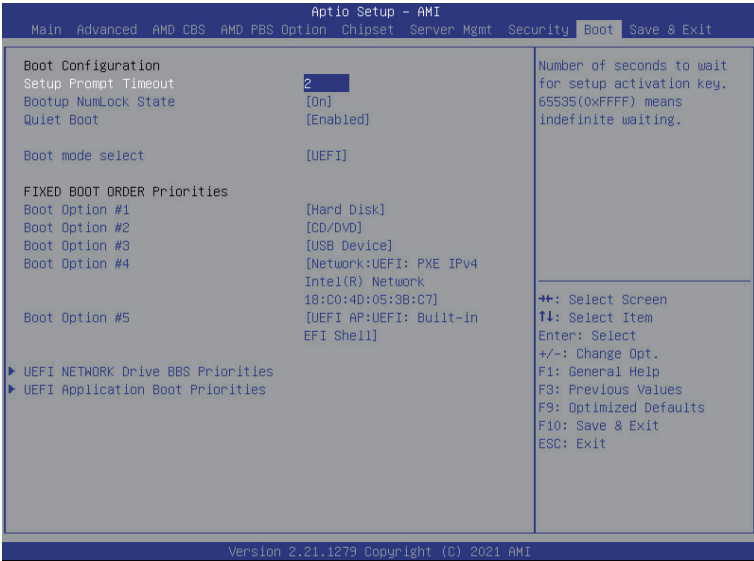 Aptio Setup – AMI
Main Advanced AMD CBS AMD PBS Option Chipset Server Mgmt Security Boot Save & Exit
Boot Configuration
Setup Prompt Timeout 2
Bootup NumLock State [On]
Quiet Boot [Enabled]
Boot mode select [UEFI]
FIXED BOOT ORDER Priorities
Boot Option #1 [Hard Disk]
Boot Option #2 [CD/DVD]
Boot Option #3 [USB Device]
Boot Option #4 [Network:UEFI: PXE IPv4
Intel(R) Network
18:C0:4D:05:3B:C7]
Boot Option #5 [UEFI AP:UEFI: Built-in
EFI Shell]
UEFI NETWORK Drive BBS Priorities
UEFI Application Boot Priorities
Number of seconds to wait
for setup activation key.
65535(0xFFFF) means
indefinite waiting.
→←: Select Screen
↑↓: Select Item
Enter: Select
+/-: Change Opt.
F1: General Help
F3: Previous Values
F9: Optimized Defaults
F10: Save & Exit
ESC: Exit
Version 2.21.1279 Copyright (C) 2021 AMI